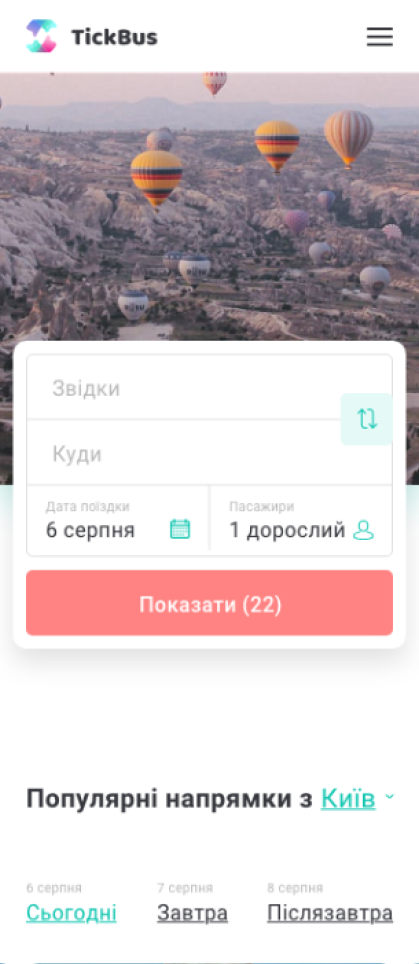 TickBus
Звідки
Куди
Дата поїздки
Пасажири
6 серпня
1 дорослий
Показати (22)
Популярні напрямки з Київ
6 серпня
7 серпня
8 серпня
Сьогодні
Завтра
Післязавтра